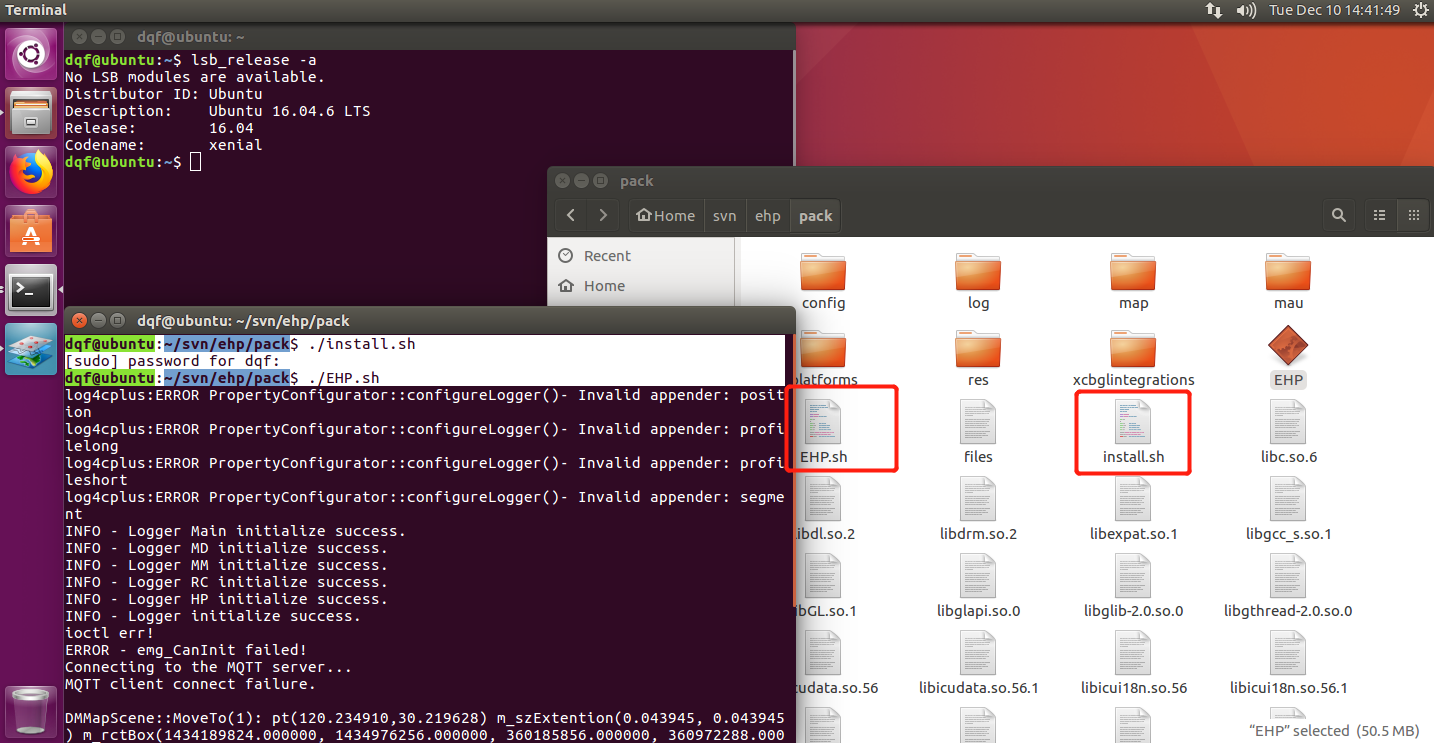 Terminal
Tue Dec 10 14:41:49
dqf@ubuntu: ~
dqf@ubuntu:~$ lsb_release -a
No LSB modules are available.
Distributor ID: Ubuntu
Description:    Ubuntu 16.04.6 LTS
Release:        16.04
Codename:       xenial
dqf@ubuntu:~$
pack
Home svn ehp pack
Recent
Home
config log map mau
platforms res xcbglintegrations EHP
EHP.sh files install.sh libc.so.6
libdl.so.2 libdrm.so.2 libexpat.so.1 libgcc_s.so.1
libGL.so.1 libglapi.so.0 libglib-2.0.so.0 libgthread-2.0.so.0
cudata.so.56 libicudata.so.56.1 libicui18n.so.56 libicui18n.so.56.1
“EHP” selected (50.5 MB)
dqf@ubuntu: ~/svn/ehp/pack
dqf@ubuntu:~/svn/ehp/pack$ ./install.sh
[sudo] password for dqf:
dqf@ubuntu:~/svn/ehp/pack$ ./EHP.sh
log4cplus:ERROR PropertyConfigurator::configureLogger()- Invalid appender: posit
ion
log4cplus:ERROR PropertyConfigurator::configureLogger()- Invalid appender: profi
lelong
log4cplus:ERROR PropertyConfigurator::configureLogger()- Invalid appender: profi
leshort
log4cplus:ERROR PropertyConfigurator::configureLogger()- Invalid appender: segme
nt
INFO - Logger Main initialize success.
INFO - Logger MD initialize success.
INFO - Logger MM initialize success.
INFO - Logger RC initialize success.
INFO - Logger HP initialize success.
INFO - Logger initialize success.
ioctl err!
ERROR - emg_CanInit failed!
Connecting to the MQTT server...
MQTT client connect failure.
DMMapScene::MoveTo(1): pt(120.234910,30.219628) m_szExtention(0.043945, 0.043945
) m_rctBox(1434189824.000000, 1434976256.000000, 360185856.000000, 360972288.000